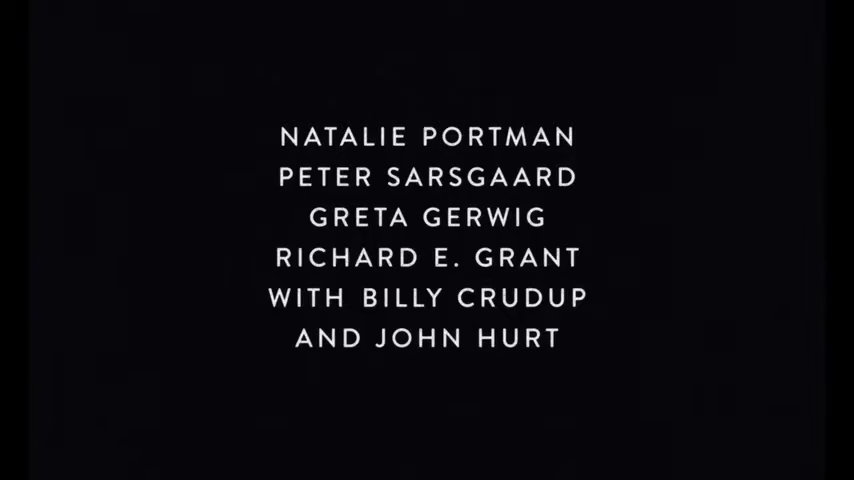 NATALIE PORTMAN
PETER SARSGAARD
GRETA GERWIG
RICHARD E. GRANT
WITH BILLY CRUDUP
AND JOHN HURT